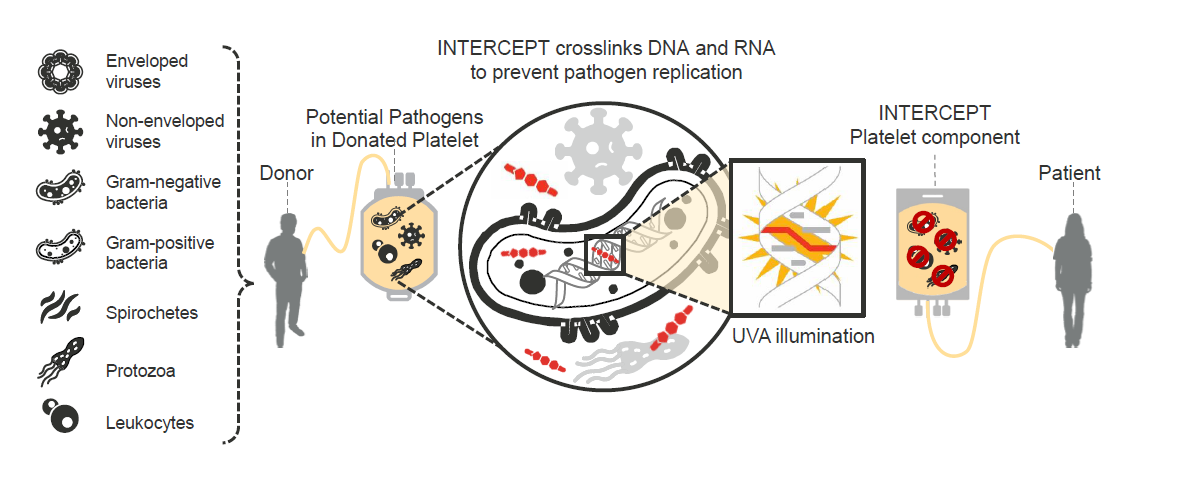 INTERCEPT crosslinks DNA and RNA
to prevent pathogen replication
Enveloped
viruses
Non-enveloped
viruses
Gram-negative
bacteria
Gram-positive
bacteria
Spirochetes
Protozoa
Leukocytes
Donor
Potential Pathogens
in Donated Platelet
UVA illumination
INTERCEPT
Platelet component
Patient